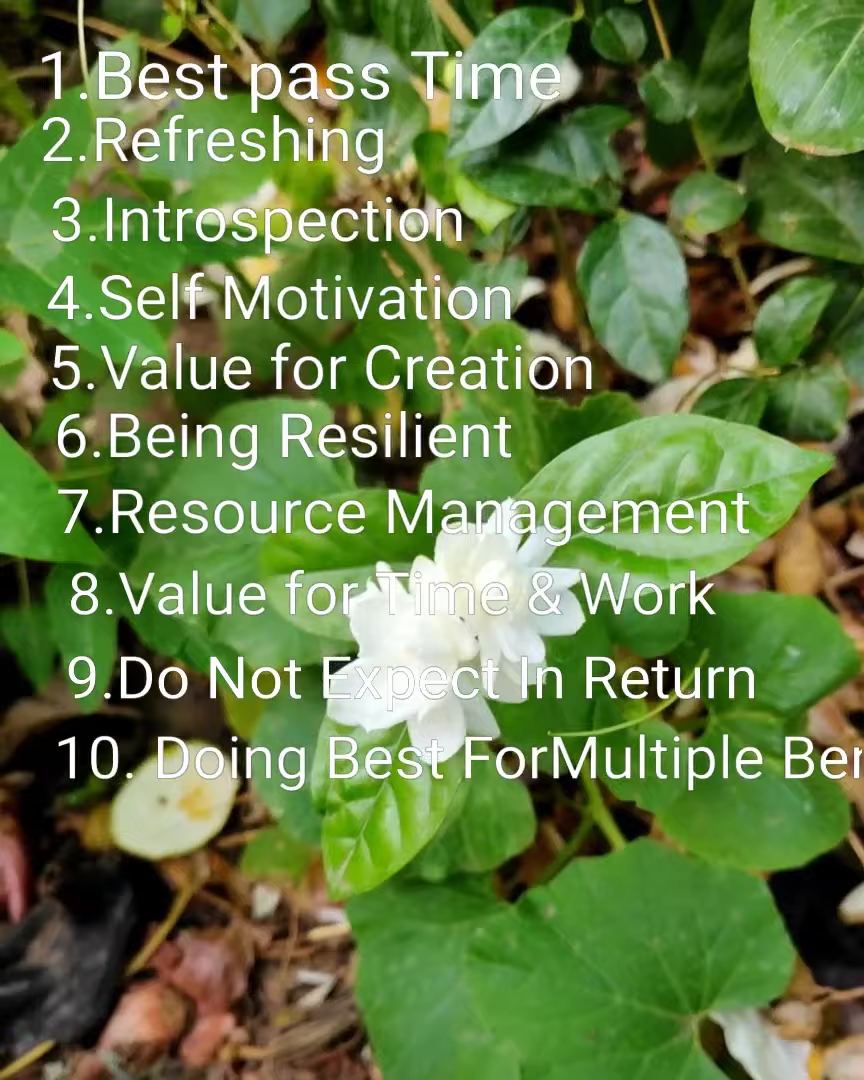 1.Best pass Time
2.Refreshing
3.Introspection
4.Self Motivation
5.Value for Creation
6.Being Resilient
7.Resource Management
8.Value for Time & Work
9.Do Not Expect In Return
10. Doing Best ForMultiple